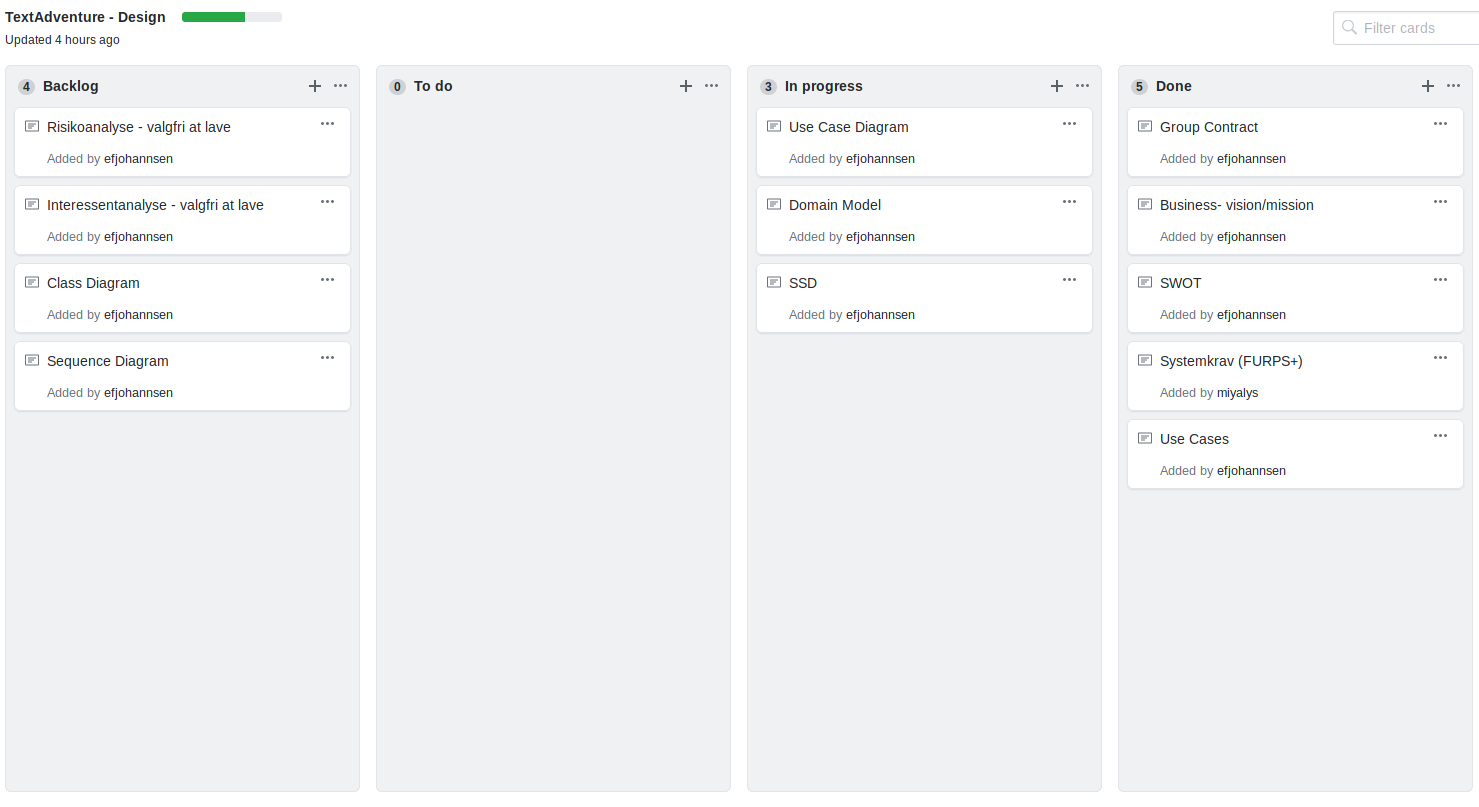 TextAdventure - Design
Updated 4 hours ago
Filter cards
4 Backlog
Risikoanalyse - valgfri at lave
Added by efjohannsen
Interessentanalyse - valgfri at lave
Added by efjohannsen
Class Diagram
Added by efjohannsen
Sequence Diagram
Added by efjohannsen
0 To do
3 In progress
Use Case Diagram
Added by efjohannsen
Domain Model
Added by efjohannsen
SSD
Added by efjohannsen
5 Done
Group Contract
Added by efjohannsen
Business- vision/mission
Added by efjohannsen
SWOT
Added by efjohannsen
Systemkrav (FURPS+)
Added by miyalys
Use Cases
Added by efjohannsen